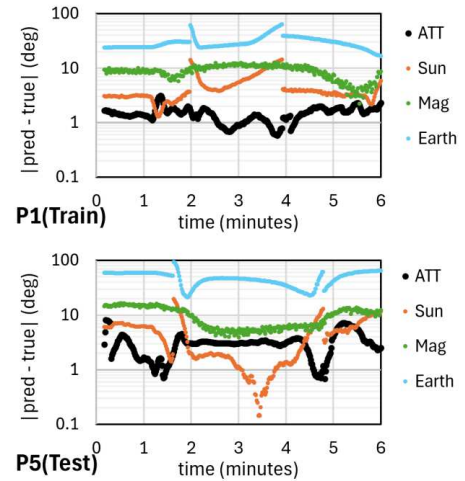 |pred - true| (deg)
100
10
1
0.1
0 1 2 3 4 5 6
P1(Train)
time (minutes)
ATT
Sun
Mag
Earth
|pred - true| (deg)
100
10
1
0.1
0 1 2 3 4 5 6
P5(Test)
time (minutes)
ATT
Sun
Mag
Earth